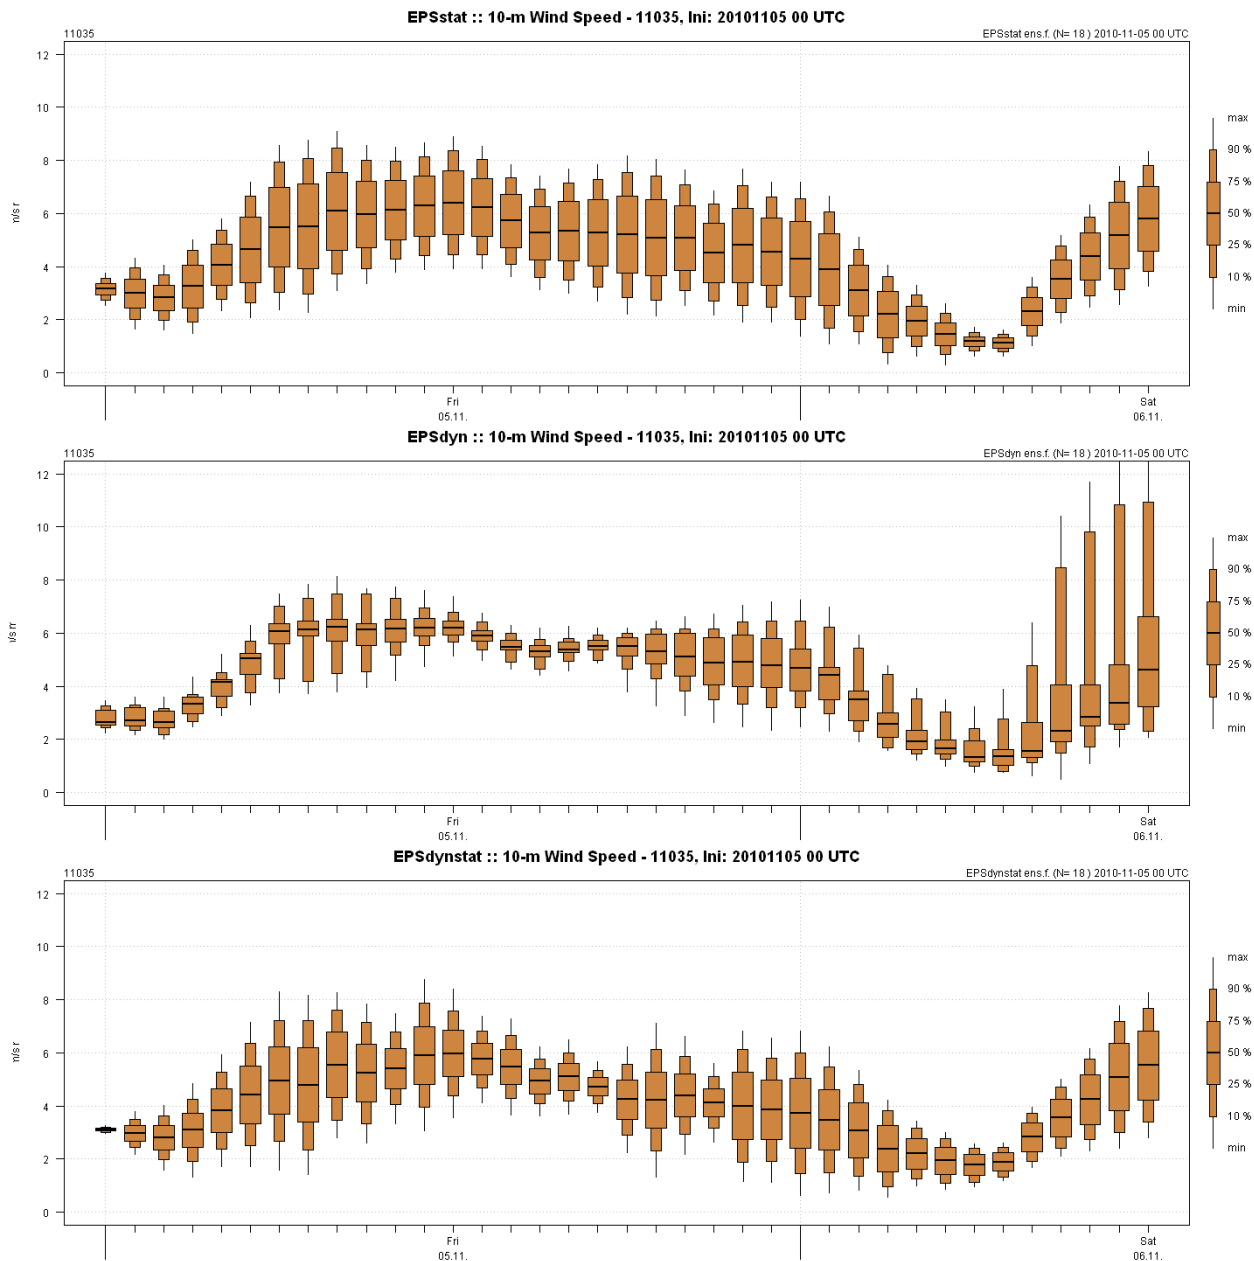 EPSstat :: 10-m Wind Speed - 11035, Ini: 20101105 00 UTC
11035
EPSstat ens.f. (N= 18 ) 2010-11-05 00 UTC
12
10
8
6
4
2
0
max
90 %
75 %
50 %
25 %
10 %
min
Fri
05.11.
Sat
06.11.
EPSdyn :: 10-m Wind Speed - 11035, Ini: 20101105 00 UTC
11035
EPSdyn ens.f. (N= 18 ) 2010-11-05 00 UTC
12
10
8
6
4
2
0
max
90 %
75 %
50 %
25 %
10 %
min
Fri
05.11.
Sat
06.11.
EPSdynstat :: 10-m Wind Speed - 11035, Ini: 20101105 00 UTC
11035
EPSdynstat ens.f. (N= 18 ) 2010-11-05 00 UTC
12
10
8
6
4
2
0
max
90 %
75 %
50 %
25 %
10 %
min
Fri
05.11.
Sat
06.11.